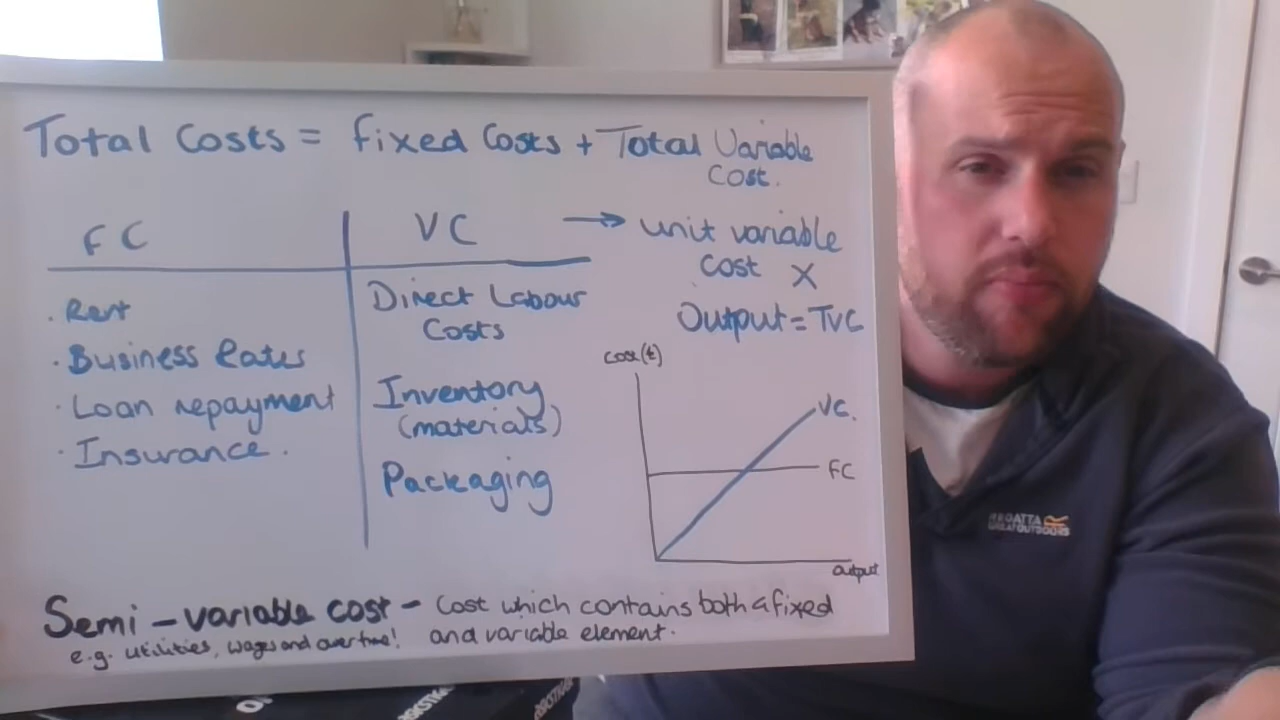 Total Costs = fixed Costs + Total Variable
Cost.
FC
VC
→ unit variable
Cost X
Output = TVC
· Rent
· Business Rates
· Loan repayment
· Insurance.
Direct Labour
Costs
Inventory
(materials)
Packaging
Cost(£)
VC.
FC
Output
Semi-variable cost - Cost which contains both a fixed
e.g. utilities, wages and overtime! and variable element.
REGATTA
GREAT OUTDOORS